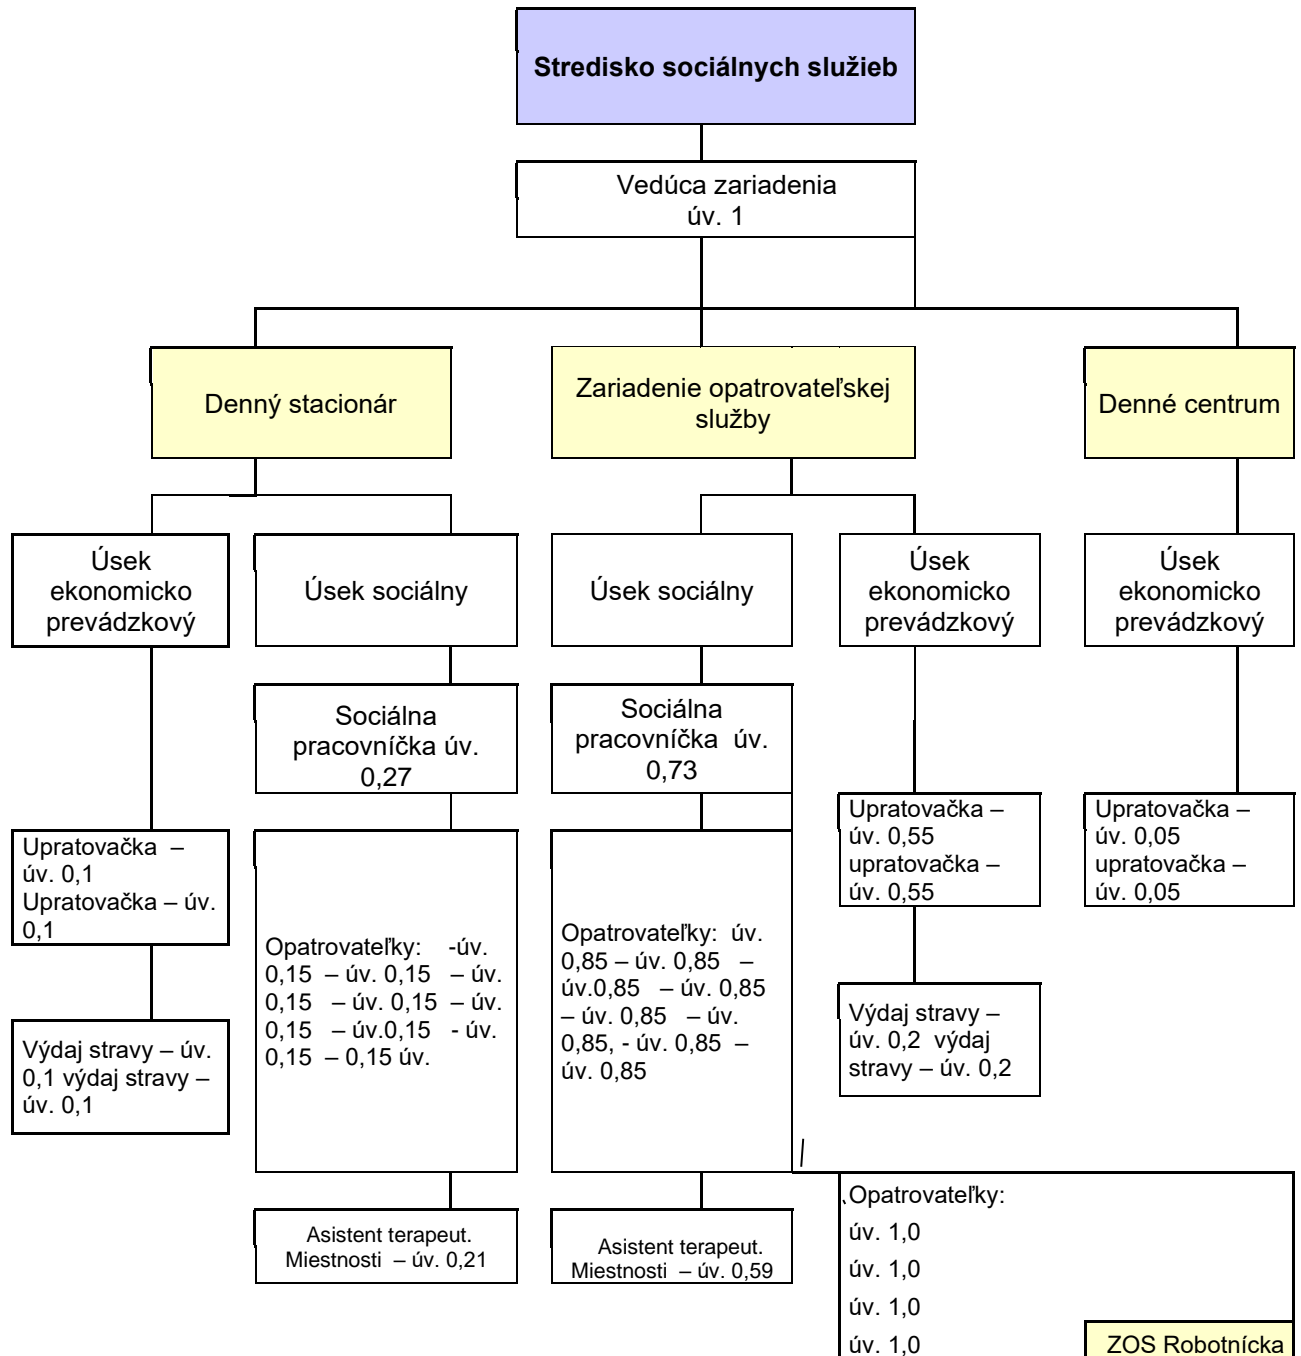 Stredisko sociálnych služieb
Vedúca zariadenia
úv. 1
Denný stacionár
Zariadenie opatrovateľskej
služby
Denné centrum
Úsek
ekonomicko
prevádzkový
Úsek sociálny
Úsek sociálny
Úsek
ekonomicko
prevádzkový
Úsek
ekonomicko
prevádzkový
Sociálna
pracovníčka úv.
0,27
Sociálna
pracovníčka úv.
0,73
Upratovačka –
úv. 0,1
Upratovačka – úv.
0,1
Upratovačka –
úv. 0,55
upratovačka –
úv. 0,55
Upratovačka –
úv. 0,05
upratovačka –
úv. 0,05
Opatrovateľky: -úv.
0,15 – úv. 0,15 – úv.
0,15 – úv. 0,15 – úv.
0,15 – úv.0,15 - úv.
0,15 – 0,15 úv.
Opatrovateľky: úv.
0,85 – úv. 0,85 –
úv.0,85 – úv. 0,85
– úv. 0,85 – úv.
0,85, - úv. 0,85 –
úv. 0,85
Výdaj stravy – úv.
0,1 výdaj stravy –
úv. 0,1
Výdaj stravy –
úv. 0,2 výdaj
stravy – úv. 0,2
Asistent terapeut.
Miestnosti – úv. 0,21
Asistent terapeut.
Miestnosti – úv. 0,59
Opatrovateľky:
úv. 1,0
úv. 1,0
úv. 1,0
úv. 1,0
ZOS Robotnícka